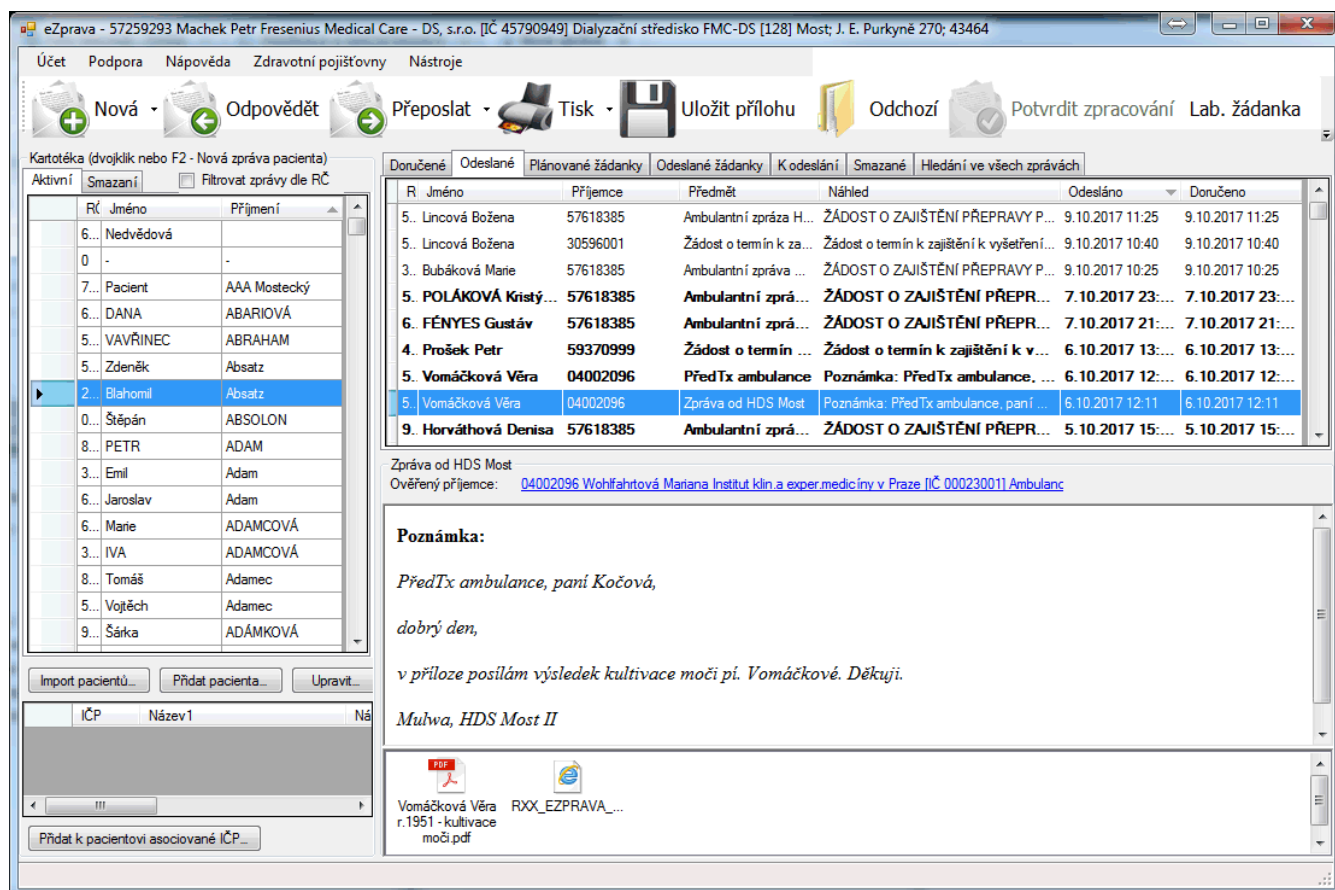 eZprava - 57259293 Machek Petr Fresenius Medical Care - DS, s.r.o. [IČ 45790949] Dialyzační středisko FMC-DS [128] Most; J. E. Purkyně 270; 43464
Účet Podpora Nápověda Zdravotní pojišťovny Nástroje
Nová Odpovědět Přeposlat Tisk Uložit přílohu Odchozí Potvrdit zpracování Lab. žádanka
Kartotéka (dvojklik nebo F2 - Nová zpráva pacienta)
Aktivní Smazaní Filtrovat zprávy dle RČ
RČ Jméno Příjmení
6... Nedvědová
0 - -
7... Pacient AAA Mostecký
6... DANA ABARIOVÁ
5... VAVŘINEC ABRAHAM
5... Zdeněk Absatz
2... Blahomil Absatz
0... Štěpán ABSOLON
8... PETR ADAM
3... Emil Adam
6... Jaroslav Adam
6... Marie ADAMCOVÁ
3... IVA ADAMCOVÁ
8... Tomáš Adamec
5... Vojtěch Adamec
9... Šárka ADÁMKOVÁ
Import pacientů... Přidat pacienta... Upravit...
IČP Název1 Ná
Přidat k pacientovi asociované IČP...
Doručené Odeslané Plánované žádanky Odeslané žádanky K odeslání Smazané Hledání ve všech zprávách
R Jméno Příjemce Předmět Náhled Odesláno Doručeno
5.. Lincová Božena 57618385 Ambulantní zpráza H... ŽÁDOST O ZAJIŠTĚNÍ PŘEPRAVY P... 9.10.2017 11:25 9.10.2017 11:25
5.. Lincová Božena 30596001 Žádost o termín k za... Žádost o termín k zajištění k vyšetření... 9.10.2017 10:40 9.10.2017 10:40
3.. Bubáková Marie 57618385 Ambulantní zpráva ... ŽÁDOST O ZAJIŠTĚNÍ PŘEPRAVY P... 9.10.2017 10:25 9.10.2017 10:25
5.. POLÁKOVÁ Kristý... 57618385 Ambulantní zprá... ŽÁDOST O ZAJIŠTĚNÍ PŘEPR... 7.10.2017 23:... 7.10.2017 23:...
6.. FÉNYES Gustáv 57618385 Ambulantní zprá... ŽÁDOST O ZAJIŠTĚNÍ PŘEPR... 7.10.2017 21:... 7.10.2017 21:...
4.. Prošek Petr 59370999 Žádost o termín ... Žádost o termín k zajištění k v... 6.10.2017 13:... 6.10.2017 13:...
5.. Vomáčková Věra 04002096 PředTx ambulance Poznámka: PředTx ambulance, ... 6.10.2017 12:... 6.10.2017 12:...
5.. Vomáčková Věra 04002096 Zpráva od HDS Most Poznámka: PředTx ambulance, paní ... 6.10.2017 12:11 6.10.2017 12:11
9.. Horváthová Denisa 57618385 Ambulantní zprá... ŽÁDOST O ZAJIŠTĚNÍ PŘEPR... 5.10.2017 15:... 5.10.2017 15:...
Zpráva od HDS Most
Ověřený příjemce: 04002096 Wohlfahrtová Mariana Institut klin.a exper.medicíny v Praze [IČ 00023001] Ambulanc
Poznámka:
PředTx ambulance, paní Kočová,
dobrý den,
v příloze posílám výsledek kultivace moči pí. Vomáčkové. Děkuji.
Mulwa, HDS Most II
PDF
Vomáčková Věra r.1951 - kultivace moči.pdf
RXX_EZPRAVA_...